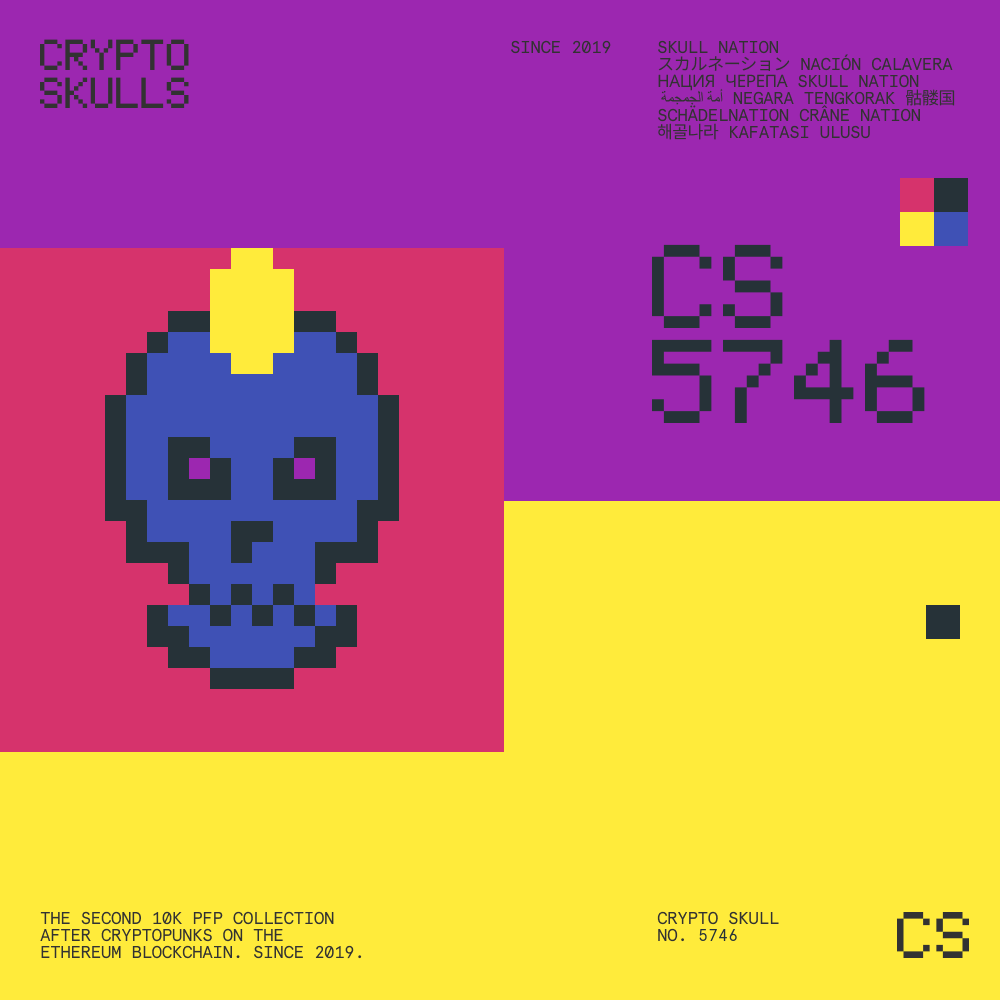 CRYPTO
SKULLS
SINCE 2019
SKULL NATION
スカルネーション NACIÓN CALAVERA
НАЦИЯ ЧЕРЕПА SKULL NATION
أمة الجمجمة NEGARA TENGKORAK 骷髅国
SCHÄDELNATION CRÂNE NATION
해골나라 KAFATASI ULUSU
CS
5746
THE SECOND 10K PFP COLLECTION
AFTER CRYPTOPUNKS ON THE
ETHEREUM BLOCKCHAIN. SINCE 2019.
CRYPTO SKULL
NO. 5746
CS